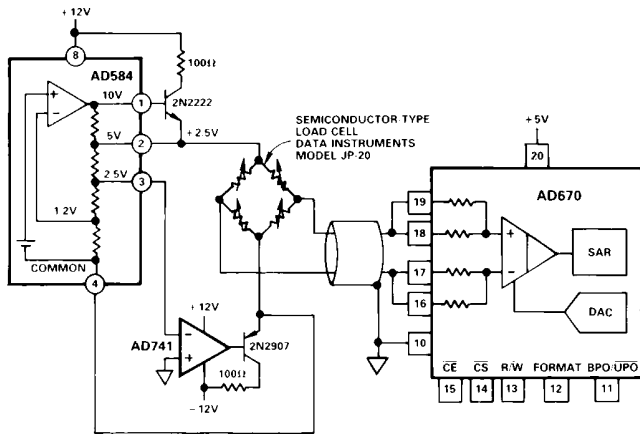 + 12V
8
AD584
100Ω
10V
1
2N2222
5V
2
+ 2.5V
2 5V
3
1 2V
COMMON
4
SEMICONDUCTOR-TYPE
LOAD CELL
DATA INSTRUMENTS
MODEL JP-20
+ 5V
20
AD670
19
18
17
16
10
+
−
SAR
DAC
CE CS R/W FORMAT BPO/UPO
15 14 13 12 11
+ 12V
AD741
−
+
2N2907
100Ω
− 12V
+
−